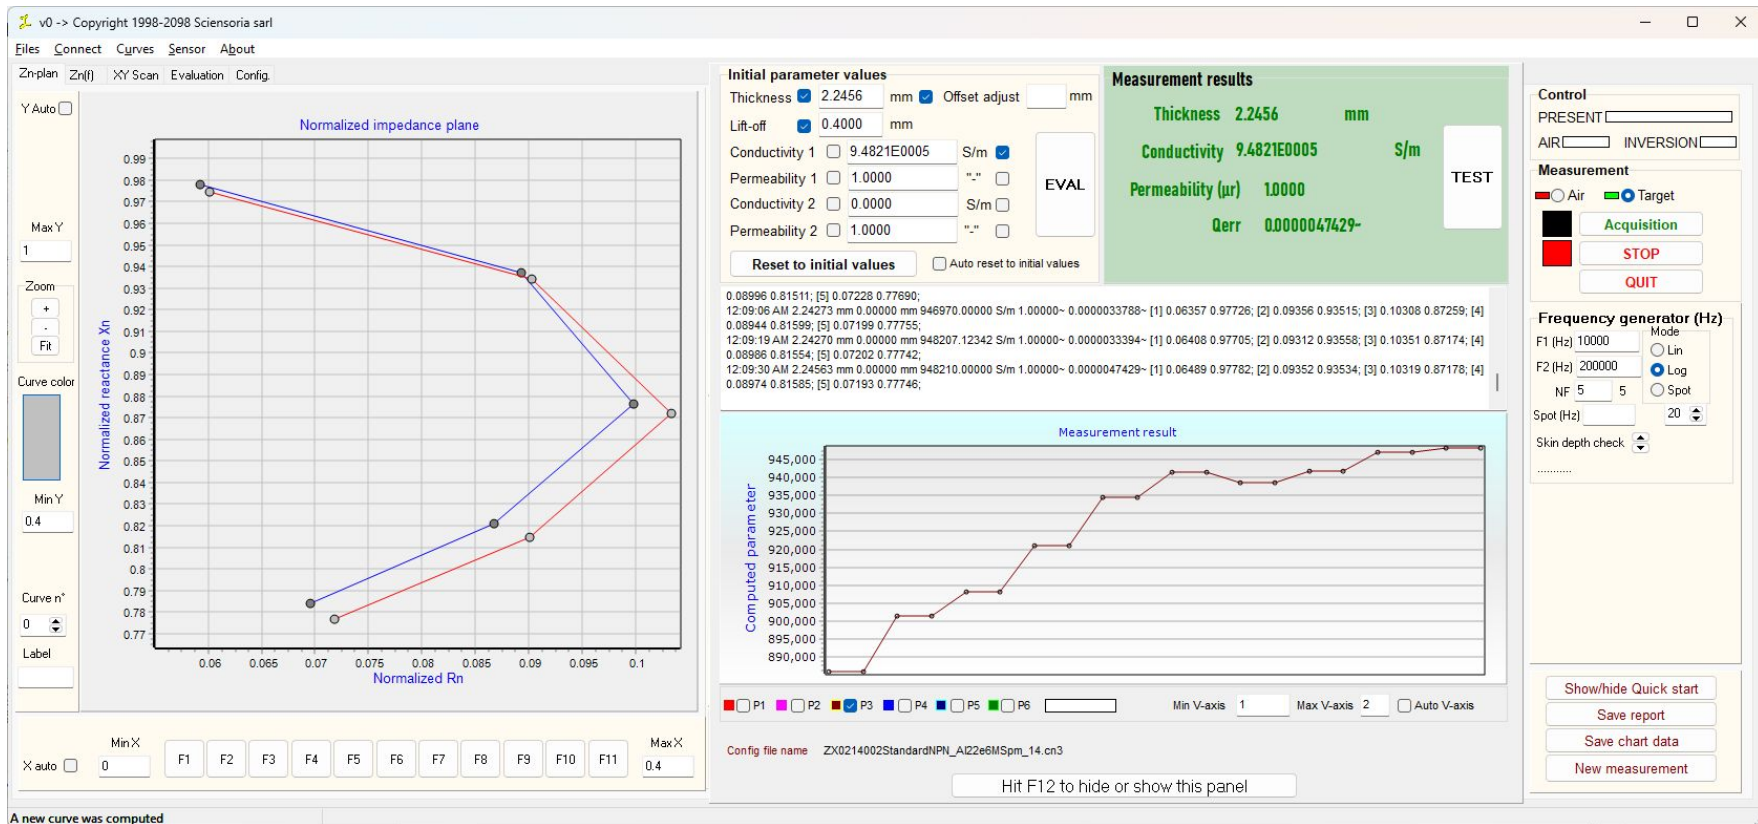 v0 -> Copyright 1998-2098 Sciensoria sarl
Files Connect Curves Sensor About
Zn-plan Zn(f) XY Scan Evaluation Config.
Y Auto
Max Y
1
Zoom
+
-
Fit
Curve color
Min Y
0.4
Curve n°
0
Label
Normalized impedance plane
Normalized reactance Xn
0.99
0.98
0.97
0.96
0.95
0.94
0.93
0.92
0.91
0.9
0.89
0.88
0.87
0.86
0.85
0.84
0.83
0.82
0.81
0.8
0.79
0.78
0.77
0.06 0.065 0.07 0.075 0.08 0.085 0.09 0.095 0.1
Normalized Rn
X auto
Min X
0
F1 F2 F3 F4 F5 F6 F7 F8 F9 F10 F11
Max X
0.4
A new curve was computed
Initial parameter values
Thickness 2.2456 mm Offset adjust mm
Lift-off 0.4000 mm
Conductivity 1 9.4821E0005 S/m
Permeability 1 1.0000 "-"
Conductivity 2 0.0000 S/m
Permeability 2 1.0000 "-"
EVAL
Reset to initial values Auto reset to initial values
Measurement results
Thickness 2.2456 mm
Conductivity 9.4821E0005 S/m
Permeability (µr) 1.0000
Qerr 0.0000047429~
TEST
0.08996 0.81511; [5] 0.07228 0.77690;
12:09:06 AM 2.24273 mm 0.00000 mm 946970.00000 S/m 1.00000~ 0.0000033788~ [1] 0.06357 0.97726; [2] 0.09356 0.93515; [3] 0.10308 0.87259; [4]
0.08944 0.81599; [5] 0.07199 0.77755;
12:09:19 AM 2.24270 mm 0.00000 mm 948207.12342 S/m 1.00000~ 0.0000033394~ [1] 0.06408 0.97705; [2] 0.09312 0.93558; [3] 0.10351 0.87174; [4]
0.08986 0.81554; [5] 0.07202 0.77742;
12:09:30 AM 2.24563 mm 0.00000 mm 948210.00000 S/m 1.00000~ 0.0000047429~ [1] 0.06489 0.97782; [2] 0.09352 0.93534; [3] 0.10319 0.87178; [4]
0.08974 0.81585; [5] 0.07193 0.77746;
Measurement result
Computed parameter
945,000
940,000
935,000
930,000
925,000
920,000
915,000
910,000
905,000
900,000
895,000
890,000
P1 P2 P3 P4 P5 P6 Min V-axis 1 Max V-axis 2 Auto V-axis
Config file name ZX0214002StandardNPN_Al22e6MSpm_14.cn3
Hit F12 to hide or show this panel
Control
PRESENT
AIR INVERSION
Measurement
Air Target
Acquisition
STOP
QUIT
Frequency generator (Hz)
F1 (Hz) 10000
F2 (Hz) 200000
NF 5 5
Mode
Lin
Log
Spot
Spot (Hz) 20
Skin depth check
...........
Show/hide Quick start
Save report
Save chart data
New measurement